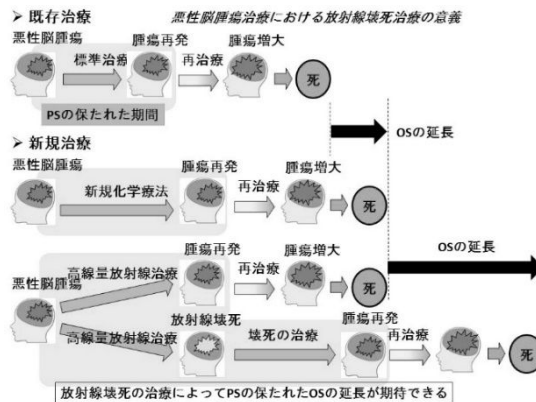 ➢ 既存治療
悪性脳腫瘍治療における放射線壊死治療の意義
悪性脳腫瘍
標準治療
腫瘍再発
再治療
腫瘍増大
死
PSの保たれた期間
OSの延長
➢ 新規治療
悪性脳腫瘍
新規化学療法
腫瘍再発
再治療
腫瘍増大
死
OSの延長
悪性脳腫瘍
高線量放射線治療
腫瘍再発
再治療
腫瘍増大
死
高線量放射線治療
放射線壊死
壊死の治療
腫瘍再発
再治療
死
放射線壊死の治療によってPSの保たれたOSの延長が期待できる